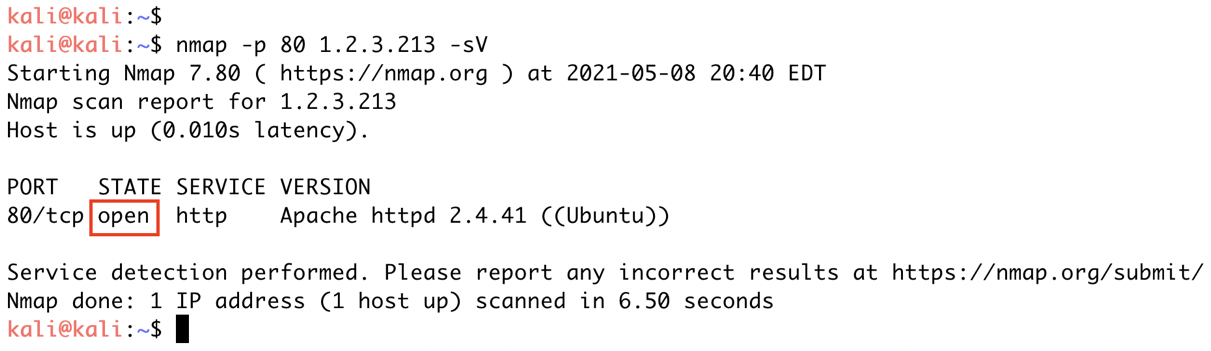 kali@kali:~$
kali@kali:~$ nmap -p 80 1.2.3.213 -sV
Starting Nmap 7.80 ( https://nmap.org ) at 2021-05-08 20:40 EDT
Nmap scan report for 1.2.3.213
Host is up (0.010s latency).
PORT   STATE SERVICE VERSION
80/tcp open  http    Apache httpd 2.4.41 ((Ubuntu))
Service detection performed. Please report any incorrect results at https://nmap.org/submit/
Nmap done: 1 IP address (1 host up) scanned in 6.50 seconds
kali@kali:~$